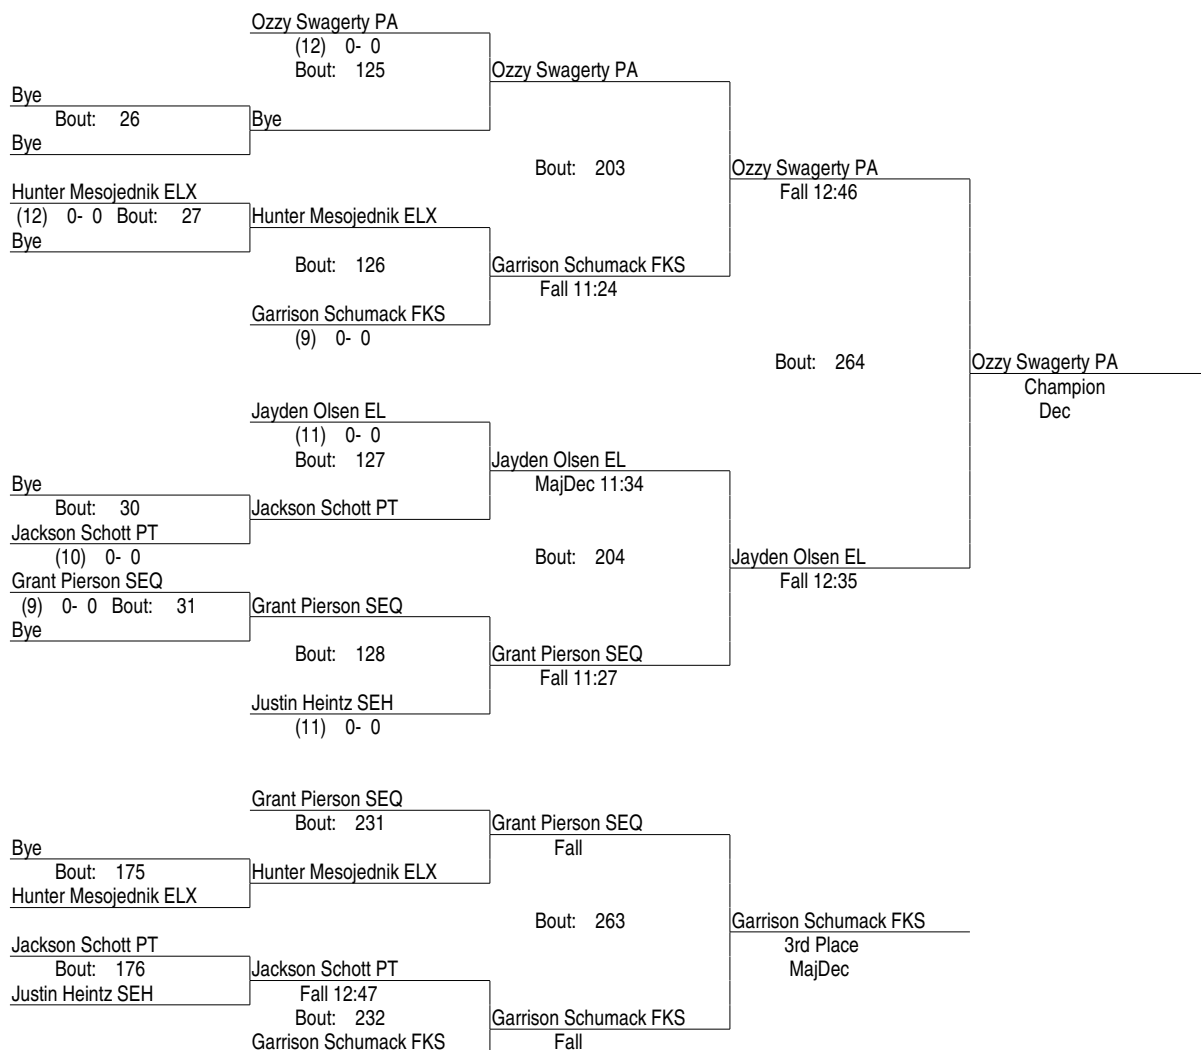 Ozzy Swagerty PA
(12) 0- 0
Bout: 125
Ozzy Swagerty PA
Bye
Bout: 26
Bye
Bye
Bout: 203
Ozzy Swagerty PA
Fall 12:46
Hunter Mesojednik ELX
(12) 0- 0 Bout: 27
Hunter Mesojednik ELX
Bye
Bout: 126
Garrison Schumack FKS
Fall 11:24
Garrison Schumack FKS
(9) 0- 0
Bout: 264
Ozzy Swagerty PA
Champion
Dec
Jayden Olsen EL
(11) 0- 0
Bout: 127
Jayden Olsen EL
MajDec 11:34
Bye
Bout: 30
Jackson Schott PT
Jackson Schott PT
(10) 0- 0
Bout: 204
Jayden Olsen EL
Fall 12:35
Grant Pierson SEQ
(9) 0- 0 Bout: 31
Grant Pierson SEQ
Bye
Bout: 128
Grant Pierson SEQ
Fall 11:27
Justin Heintz SEH
(11) 0- 0
Grant Pierson SEQ
Bout: 231
Grant Pierson SEQ
Fall
Bye
Bout: 175
Hunter Mesojednik ELX
Hunter Mesojednik ELX
Bout: 263
Garrison Schumack FKS
3rd Place
MajDec
Jackson Schott PT
Bout: 176
Jackson Schott PT
Justin Heintz SEH
Fall 12:47
Bout: 232
Garrison Schumack FKS
Garrison Schumack FKS
Fall